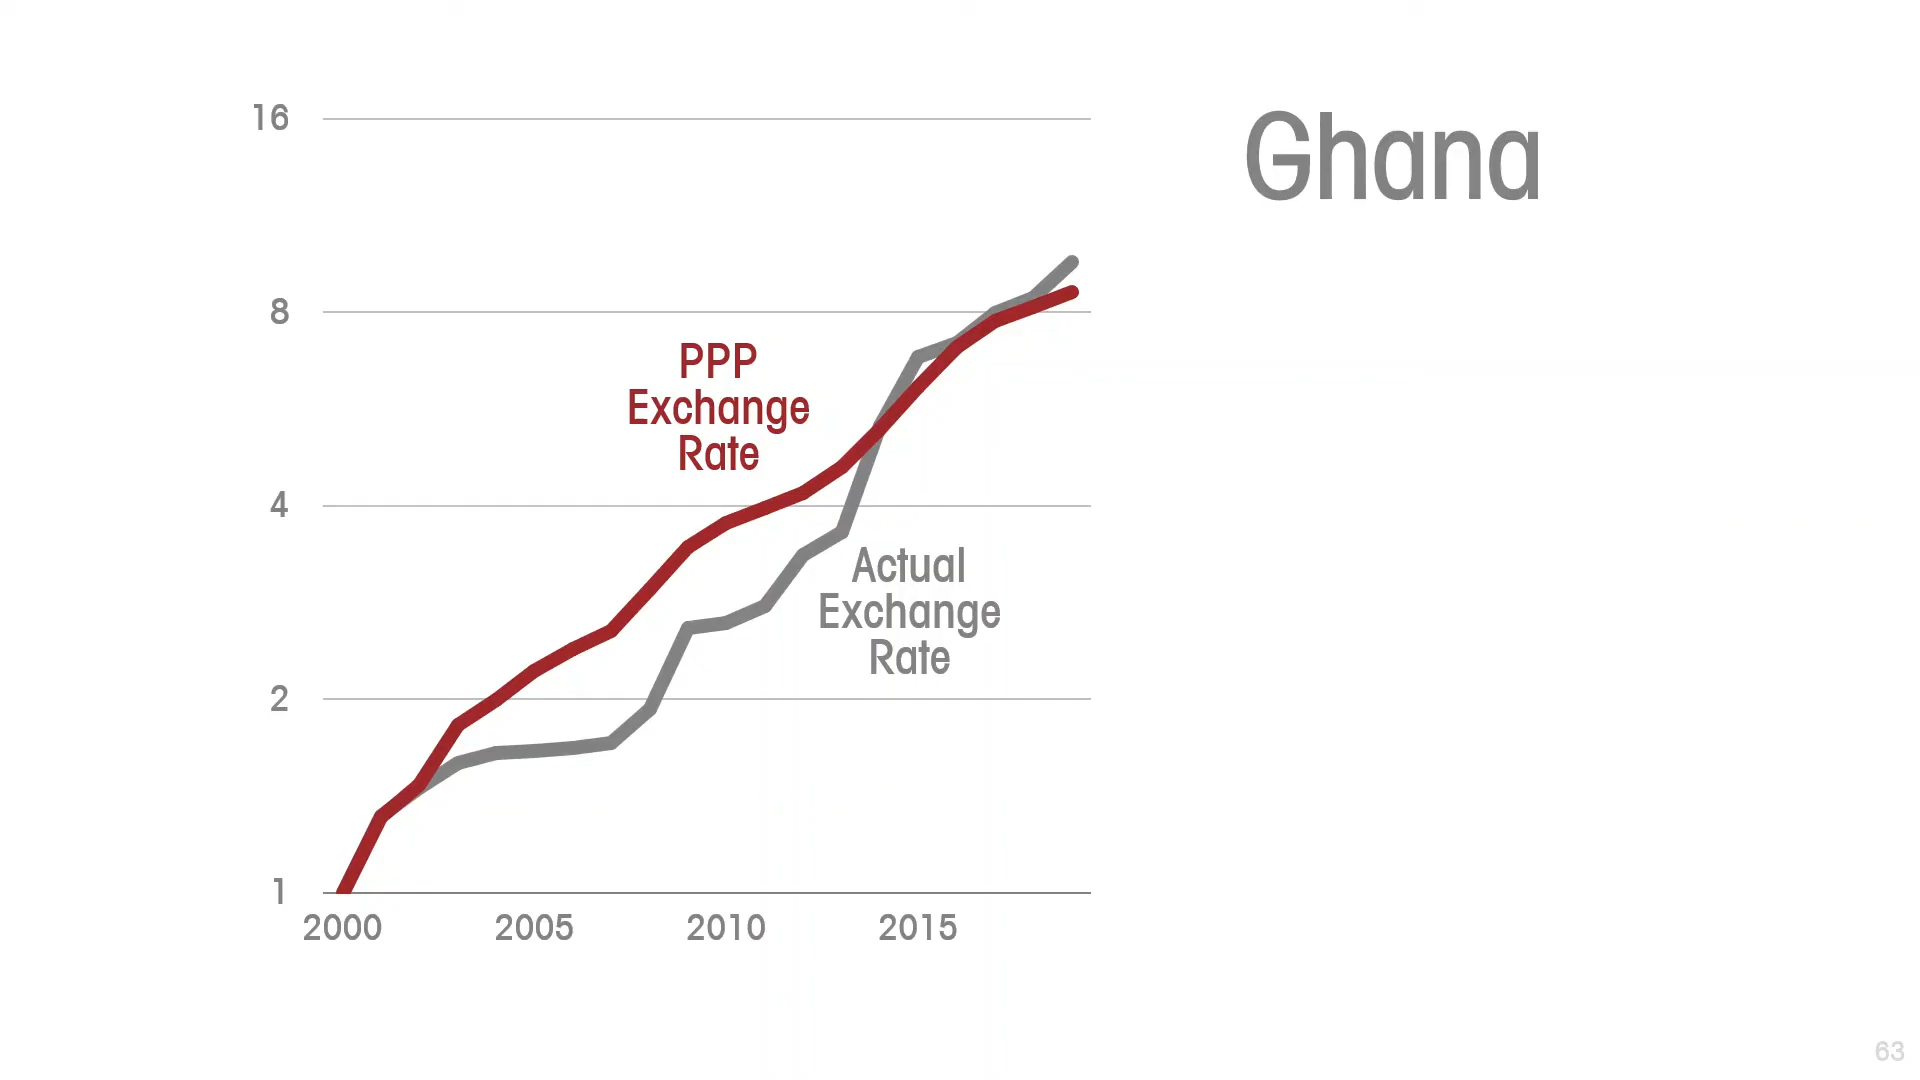 Ghana
16
8
4
2
1
PPP
Exchange
Rate
Actual
Exchange
Rate
2000 2005 2010 2015
63